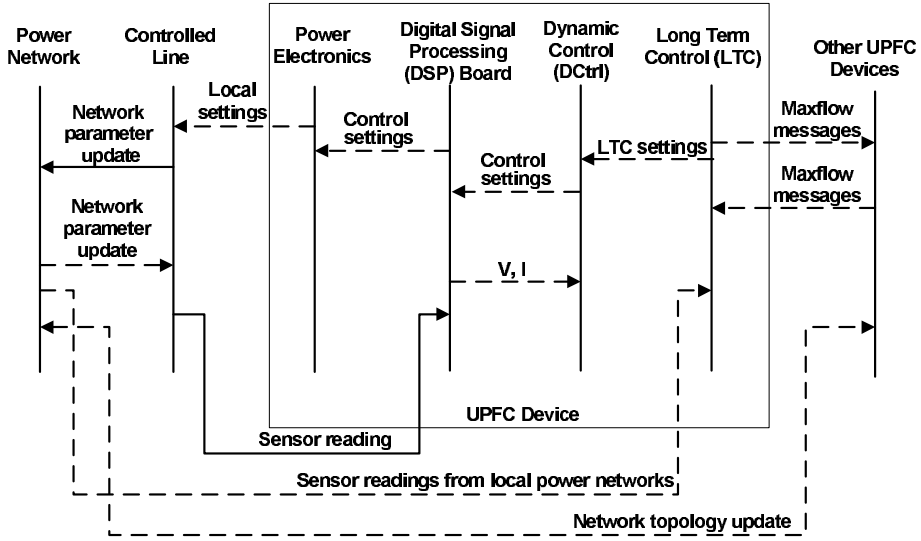 Power
Network
Controlled
Line
Power
Electronics
Digital Signal
Processing
(DSP) Board
Dynamic
Control
(DCtrl)
Long Term
Control (LTC)
Other UPFC
Devices
Local
settings
Network
parameter
update
Control
settings
Maxflow
messages
LTC settings
Control
settings
Maxflow
messages
Network
parameter
update
V, I
UPFC Device
Sensor reading
Sensor readings from local power networks
Network topology update